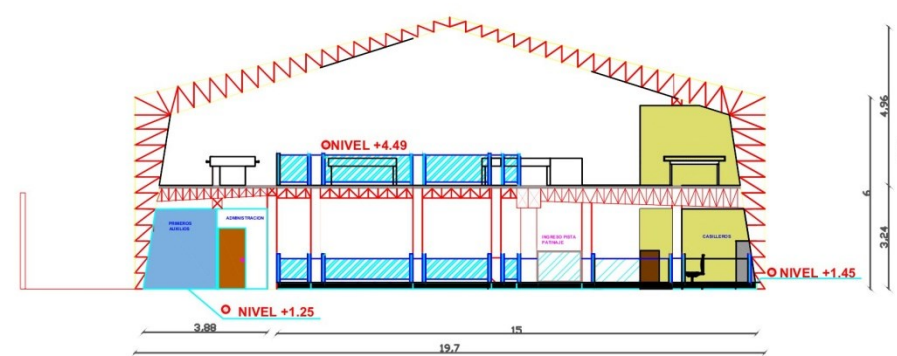 4,96
NIVEL +4.49
6
PRIMEROS
AUXILIOS
ADMINISTRACION
INGRESO PISTA
PATINAJE
CASILLEROS
3,24
NIVEL +1.45
NIVEL +1.25
3,88
15
19,7